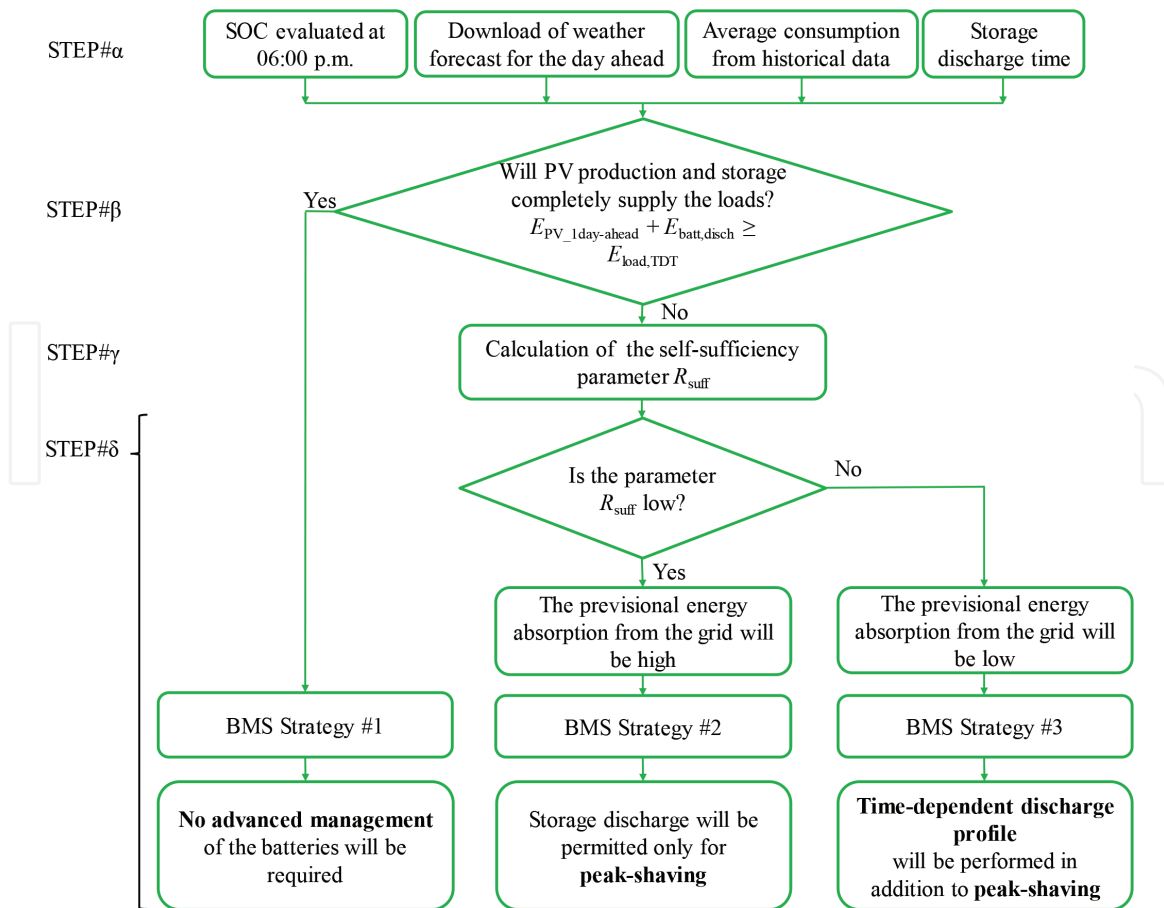 STEP#α
SOC evaluated at
06:00 p.m.
Download of weather
forecast for the day ahead
Average consumption
from historical data
Storage
discharge time
STEP#β
Yes
Will PV production and storage
completely supply the loads?
E_PV_1day-ahead + E_batt,disch ≥
E_load,TDT
No
STEP#γ
Calculation of the self-sufficiency
parameter R_suff
STEP#δ
Is the parameter
R_suff low?
No
Yes
The previsional energy
absorption from the grid will
be high
The previsional energy
absorption from the grid will
be low
BMS Strategy #1
BMS Strategy #2
BMS Strategy #3
No advanced management
of the batteries will be
required
Storage discharge will be
permitted only for
peak-shaving
Time-dependent discharge
profile
will be performed in
addition to peak-shaving